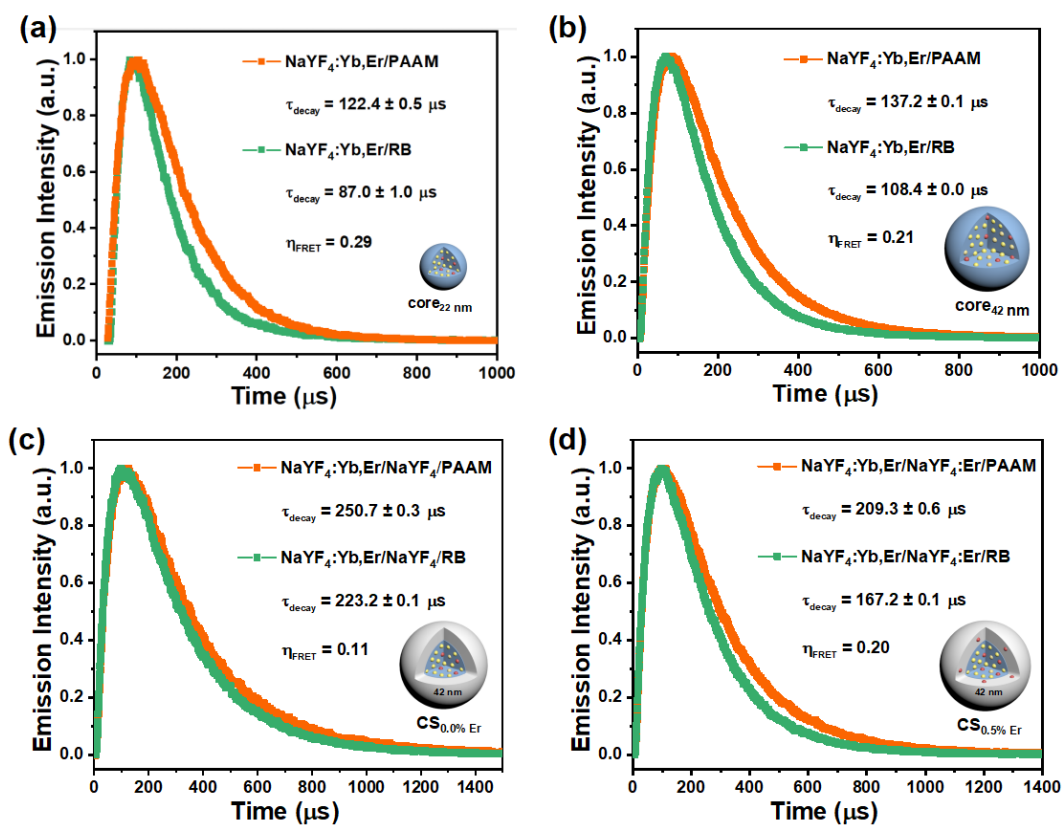 (a)
Emission Intensity (a.u.)
1.0
0.8
0.6
0.4
0.2
0.0
NaYF4:Yb,Er/PAAM
τdecay = 122.4 ± 0.5 μs
NaYF4:Yb,Er/RB
τdecay = 87.0 ± 1.0 μs
ηFRET = 0.29
core22 nm
0 200 400 600 800 1000
Time (μs)
(b)
Emission Intensity (a.u.)
1.0
0.8
0.6
0.4
0.2
0.0
NaYF4:Yb,Er/PAAM
τdecay = 137.2 ± 0.1 μs
NaYF4:Yb,Er/RB
τdecay = 108.4 ± 0.0 μs
ηFRET = 0.21
core42 nm
0 200 400 600 800 1000
Time (μs)
(c)
Emission Intensity (a.u.)
1.0
0.8
0.6
0.4
0.2
0.0
NaYF4:Yb,Er/NaYF4/PAAM
τdecay = 250.7 ± 0.3 μs
NaYF4:Yb,Er/NaYF4/RB
τdecay = 223.2 ± 0.1 μs
ηFRET = 0.11
42 nm
CS0.0% Er
0 200 400 600 800 1000 1200 1400
Time (μs)
(d)
Emission Intensity (a.u.)
1.0
0.8
0.6
0.4
0.2
0.0
NaYF4:Yb,Er/NaYF4:Er/PAAM
τdecay = 209.3 ± 0.6 μs
NaYF4:Yb,Er/NaYF4:Er/RB
τdecay = 167.2 ± 0.1 μs
ηFRET = 0.20
42 nm
CS0.5% Er
0 200 400 600 800 1000 1200 1400
Time (μs)